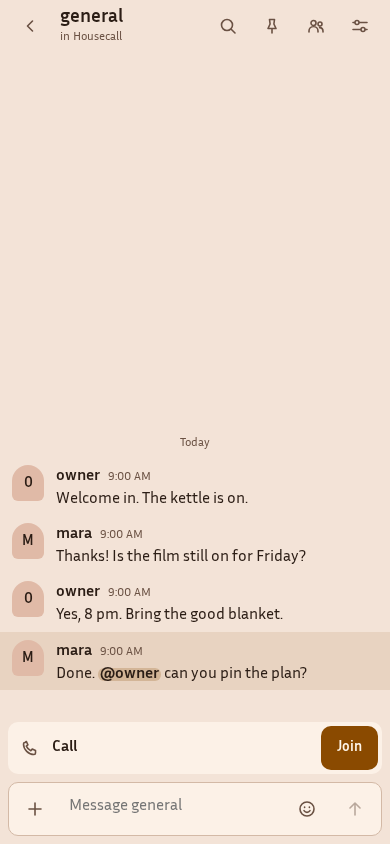 general
in Housecall
Today
O owner 9:00 AM
Welcome in. The kettle is on.
M mara 9:00 AM
Thanks! Is the film still on for Friday?
O owner 9:00 AM
Yes, 8 pm. Bring the good blanket.
M mara 9:00 AM
Done. @owner can you pin the plan?
Call Join
Message general